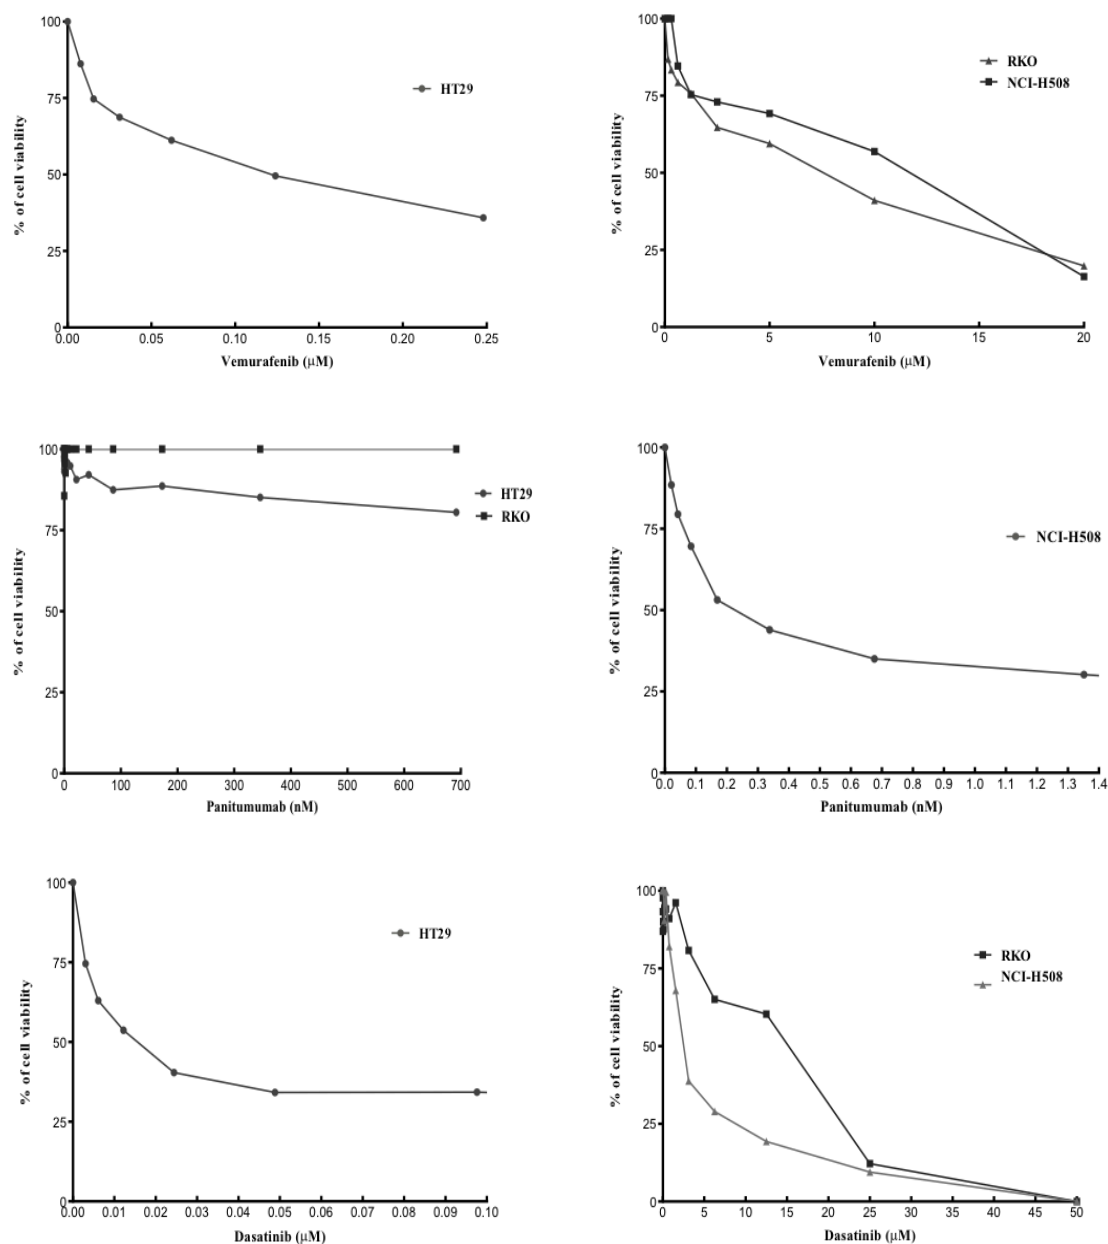 100
75
50
25
0
% of cell viability
HT29
0.00 0.05 0.10 0.15 0.20 0.25
Vemurafenib (µM)
100
75
50
25
0
% of cell viability
RKO
NCI-H508
0 5 10 15 20
Vemurafenib (µM)
100
75
50
25
0
% of cell viability
HT29
RKO
0 100 200 300 400 500 600 700
Panitumumab (nM)
100
75
50
25
0
% of cell viability
NCI-H508
0.0 0.1 0.2 0.3 0.4 0.5 0.6 0.7 0.8 0.9 1.0 1.1 1.2 1.3 1.4
Panitumumab (nM)
100
75
50
25
0
% of cell viability
HT29
0.00 0.01 0.02 0.03 0.04 0.05 0.06 0.07 0.08 0.09 0.10
Dasatinib (µM)
100
75
50
25
0
% of cell viability
RKO
NCI-H508
0 5 10 15 20 25 30 35 40 45 50
Dasatinib (µM)